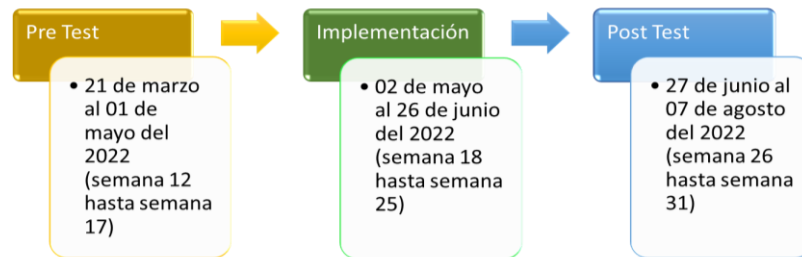 Pre Test
• 21 de marzo
al 01 de
mayo del
2022
(semana 12
hasta semana
17)
Implementación
• 02 de mayo
al 26 de junio
del 2022
(semana 18
hasta semana
25)
Post Test
• 27 de junio al
07 de agosto
del 2022
(semana 26
hasta semana
31)